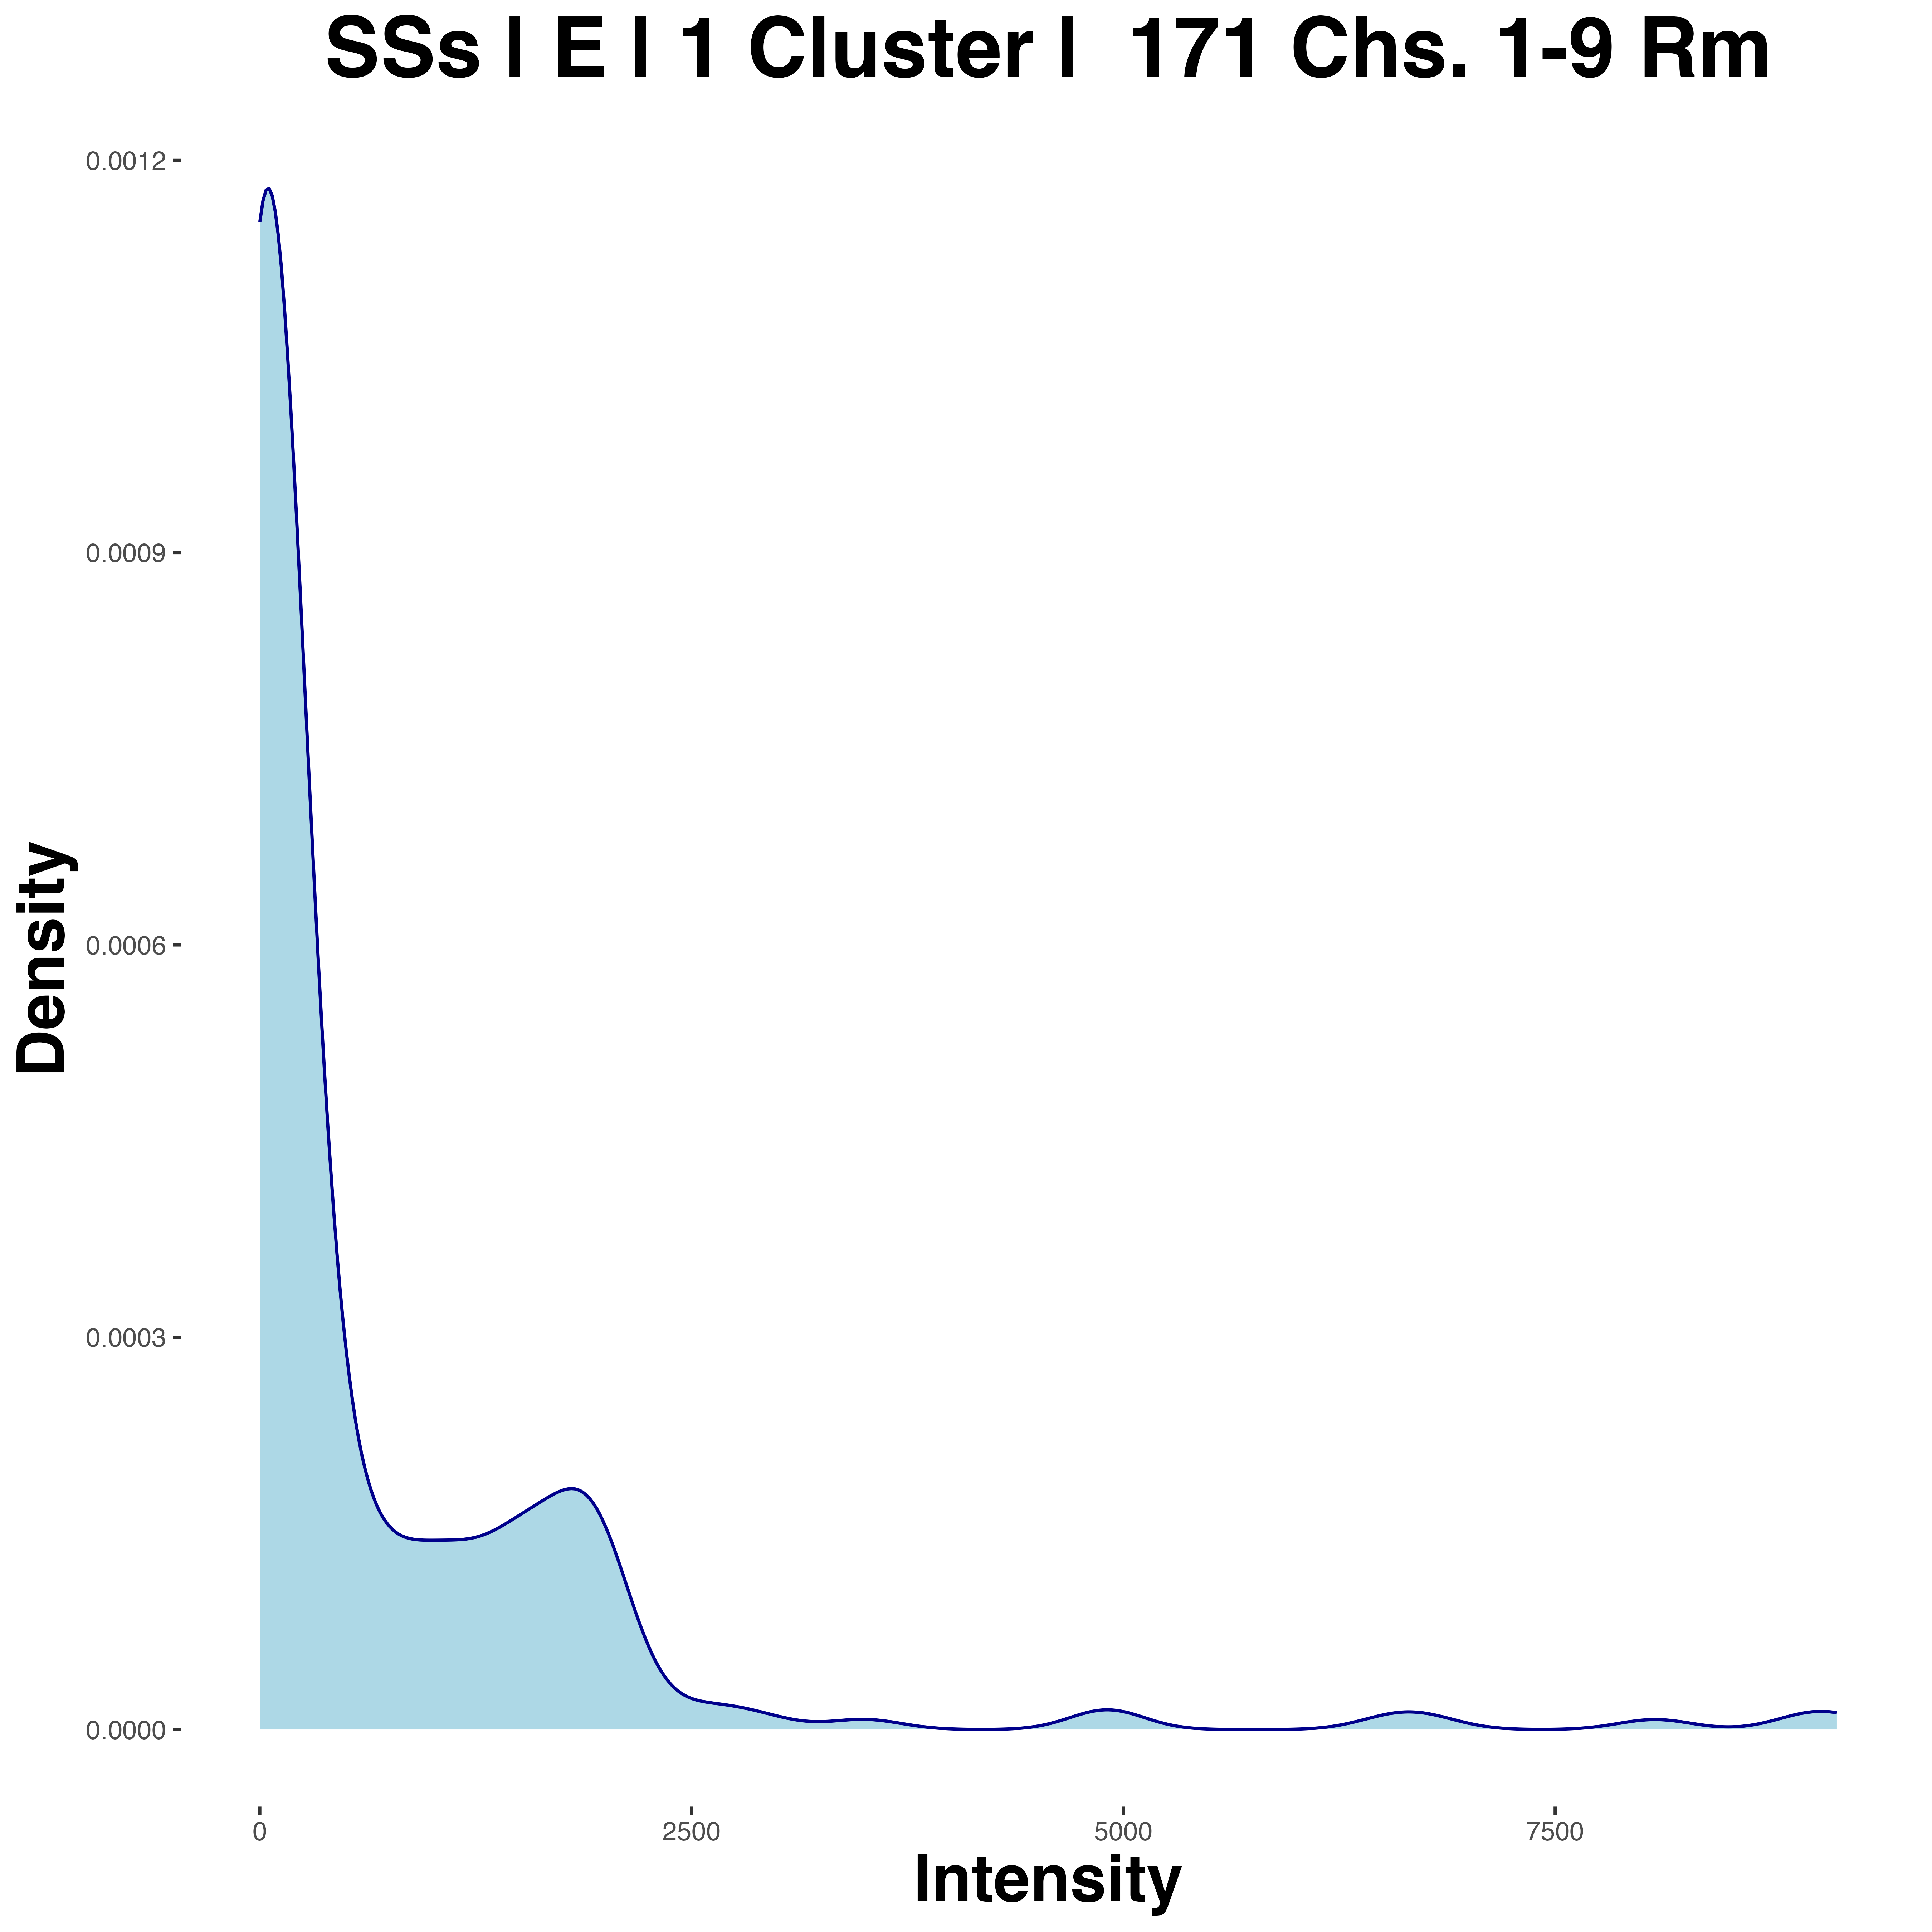 SSs | E | 1 Cluster |  171 Chs. 1-9 Rm
0.0012
0.0009
0.0006
0.0003
0.0000
Density
0 2500 5000 7500
Intensity